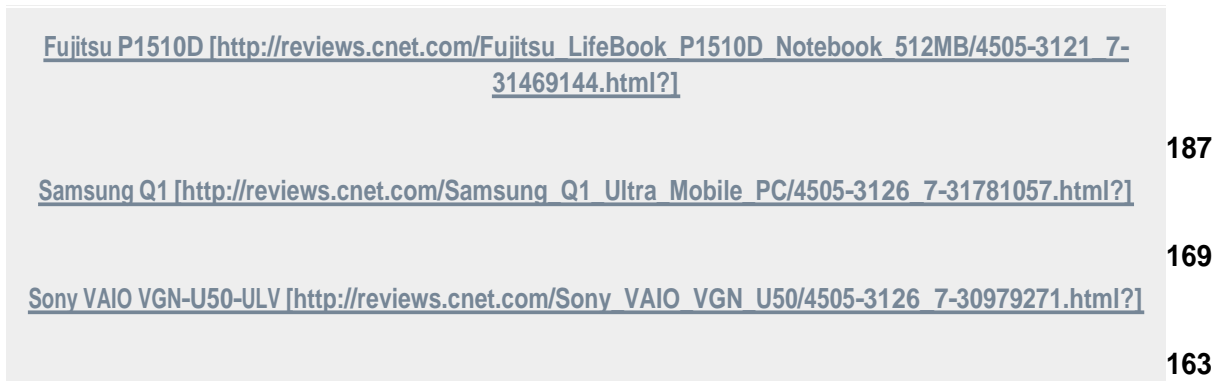 Fujitsu P1510D [http://reviews.cnet.com/Fujitsu_LifeBook_P1510D_Notebook_512MB/4505-3121_7-
31469144.html?]
187
Samsung Q1 [http://reviews.cnet.com/Samsung_Q1_Ultra_Mobile_PC/4505-3126_7-31781057.html?]
169
Sony VAIO VGN-U50-ULV [http://reviews.cnet.com/Sony_VAIO_VGN_U50/4505-3126_7-30979271.html?]
163